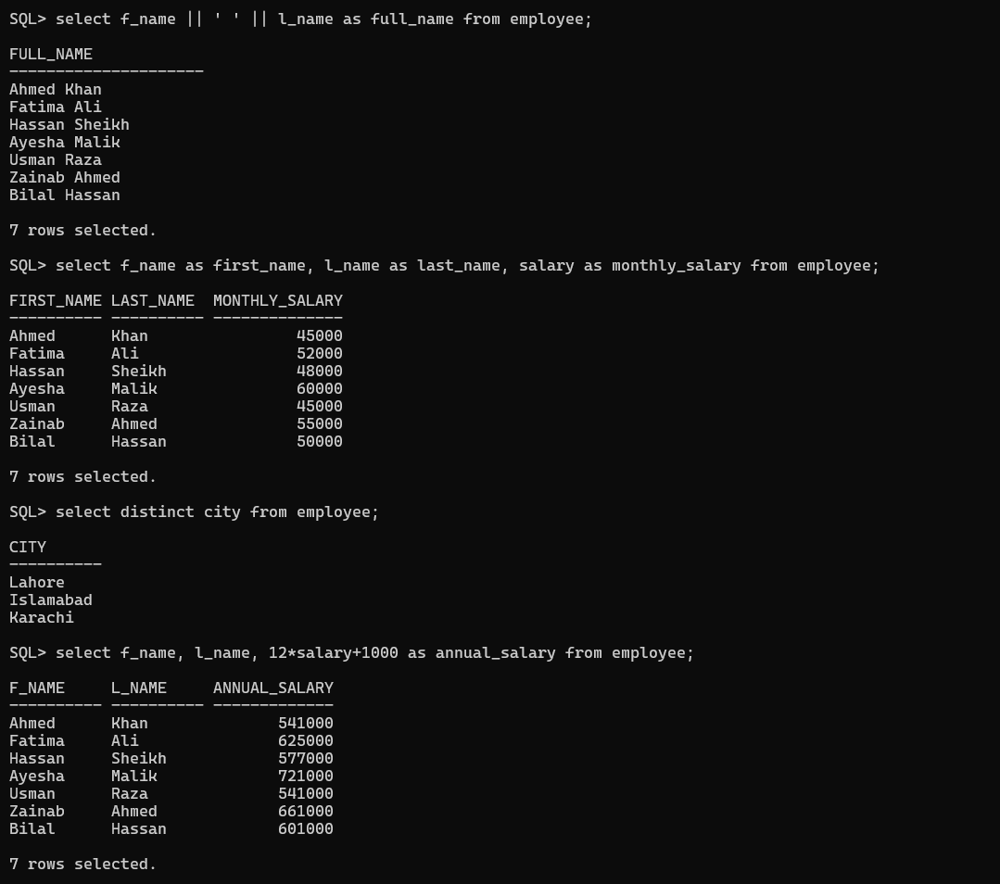 SQL> select f_name || ' ' || l_name as full_name from employee;
FULL_NAME
---------------------
Ahmed Khan
Fatima Ali
Hassan Sheikh
Ayesha Malik
Usman Raza
Zainab Ahmed
Bilal Hassan
7 rows selected.
SQL> select f_name as first_name, l_name as last_name, salary as monthly_salary from employee;
FIRST_NAME LAST_NAME  MONTHLY_SALARY
---------- ---------- --------------
Ahmed      Khan                45000
Fatima     Ali                 52000
Hassan     Sheikh              48000
Ayesha     Malik               60000
Usman      Raza                45000
Zainab     Ahmed               55000
Bilal      Hassan              50000
7 rows selected.
SQL> select distinct city from employee;
CITY
----------
Lahore
Islamabad
Karachi
SQL> select f_name, l_name, 12*salary+1000 as annual_salary from employee;
F_NAME     L_NAME     ANNUAL_SALARY
---------- ---------- -------------
Ahmed      Khan              541000
Fatima     Ali               625000
Hassan     Sheikh            577000
Ayesha     Malik             721000
Usman      Raza              541000
Zainab     Ahmed             661000
Bilal      Hassan            601000
7 rows selected.